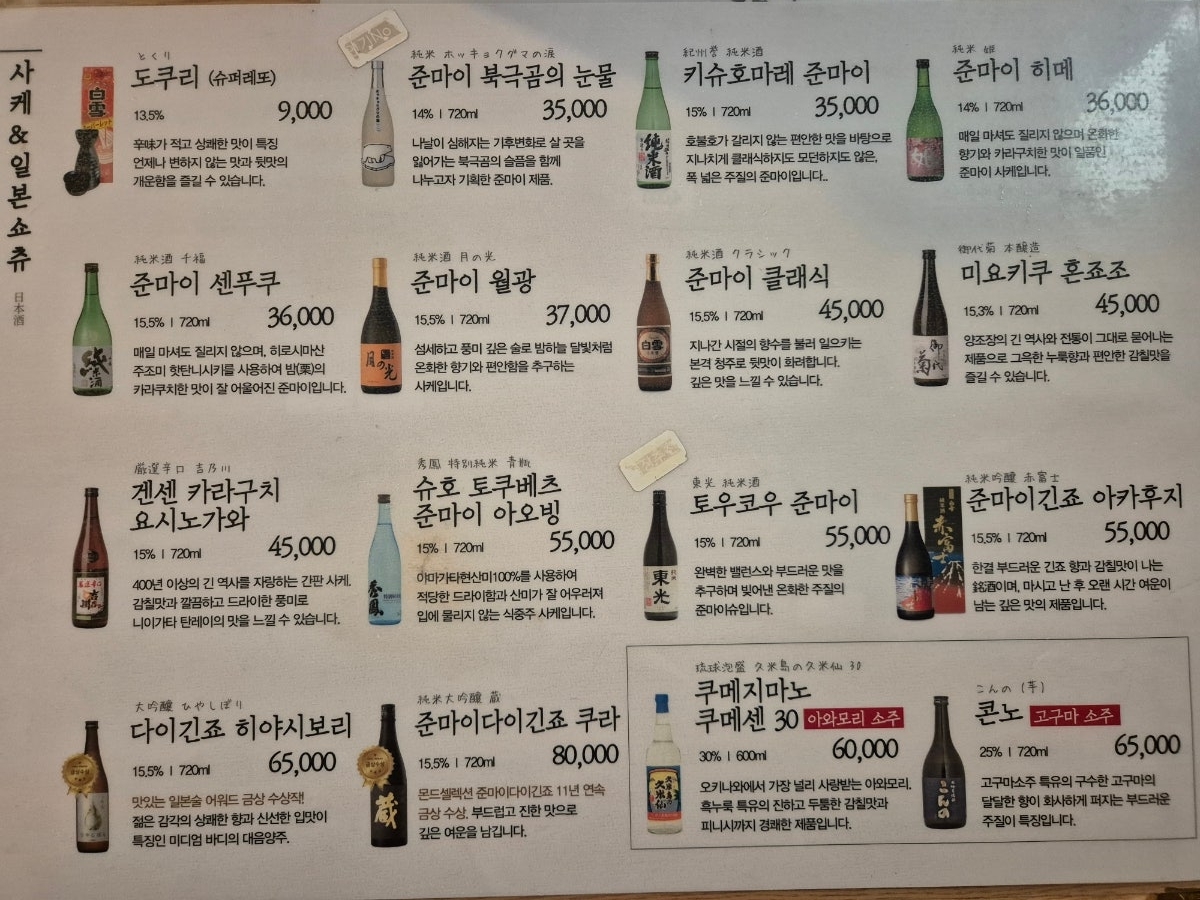 사케&일본쇼츄 日本酒
とくり
도쿠리 (슈퍼레또)
13,5% 9,000
辛味가 적고 상쾌한 맛이 특징
언제나 변하지 않는 맛과 뒷맛의
개운함을 즐길 수 있습니다.
純米 ホッキョクグマの涙
준마이 북극곰의 눈물
14% | 720ml 35,000
나날이 심해지는 기후변화로 살 곳을
잃어가는 북극곰의 슬픔을 함께
나누고자 기획한 준마이 제품.
紀州誉 純米酒
키슈호마레 준마이
15% | 720ml 35,000
호불호가 갈리지 않는 편안한 맛을 바탕으로
지나치게 클래식하지도 모던하지도 않은,
폭 넓은 주질의 준마이입니다..
純米 姫
준마이 히메
14% | 720ml 36,000
매일 마셔도 질리지 않으며 온화한
향기와 카라구치한 맛이 일품인
준마이 사케입니다.
純米酒 千福
준마이 센푸쿠
15,5% | 720ml 36,000
매일 마셔도 질리지 않으며, 히로시마산
주조미 핫탄니시키를 사용하여 밤(栗)의
카라구치한 맛이 잘 어울어진 준마이입니다.
純米酒 月の光
준마이 월광
15,5% | 720ml 37,000
섬세하고 풍미 깊은 술로 밤하늘 달빛처럼
온화한 향기와 편안함을 추구하는
사케입니다.
純米酒 クラシック
준마이 클래식
15,5% | 720ml 45,000
지나간 시절의 향수를 불러 일으키는
본격 청주로 뒷맛이 화려합니다.
깊은 맛을 느낄 수 있습니다.
御代菊 本醸造
미요키쿠 혼죠조
15,3% | 720ml 45,000
양조장의 긴 역사와 전통이 그대로 묻어나는
제품으로 그윽한 누룩향과 편안한 감칠맛을
즐길 수 있습니다.
厳選辛口 吉乃川
겐센 카라구치
요시노가와
15% | 720ml 45,000
400년 이상의 긴 역사를 자랑하는 간판 사케.
감칠맛과 깔끔하고 드라이한 풍미로
니이가타 탄레이의 맛을 느낄 수 있습니다.
秀鳳 特別純米 青瓶
슈호 토쿠베츠
준마이 아오빙
15% | 720ml 55,000
야마가타현산미100%를 사용하여
적당한 드라이함과 산미가 잘 어우러져
입에 물리지 않는 식중주 사케입니다.
東光 純米酒
토우코우 준마이
15% | 720ml 55,000
완벽한 밸런스와 부드러운 맛을
추구하며 빚어낸 온화한 주질의
준마이슈입니다.
純米吟醸 赤富士
준마이긴죠 아카후지
15,5% | 720ml 55,000
한결 부드러운 긴죠 향과 감칠맛이 나는
銘酒이며, 마시고 난 후 오랜 시간 여운이
남는 깊은 맛의 제품입니다.
大吟醸 ひやしぼり
다이긴죠 히야시보리
15,5% | 720ml 65,000
맛있는 일본술 어워드 금상 수상작!
젊은 감각의 상쾌한 향과 신선한 입맛이
특징인 미디엄 바디의 대음양주.
純米大吟醸 蔵
준마이다이긴죠 쿠라
15,5% | 720ml 80,000
몬드셀렉션 준마이다이긴죠 11년 연속
금상 수상. 부드럽고 진한 맛으로
깊은 여운을 남깁니다.
琉球泡盛 久米島の久米仙 30
쿠메지마노
쿠메센 30 아와모리 소주
30% | 600ml 60,000
오키나와에서 가장 널리 사랑받는 아와모리.
흑누룩 특유의 진하고 두툼한 감칠맛과
피니시까지 경쾌한 제품입니다.
こんの (芋)
콘노 고구마 소주
25% | 720ml 65,000
고구마소주 특유의 구수한 고구마의
달달한 향이 화사하게 퍼지는 부드러운
주질이 특징입니다.
白雪
純米酒
月の光
白雪
御代菊
秀鳳
東光
赤富士
蔵
久米仙
こんの
금상수상
금상수상